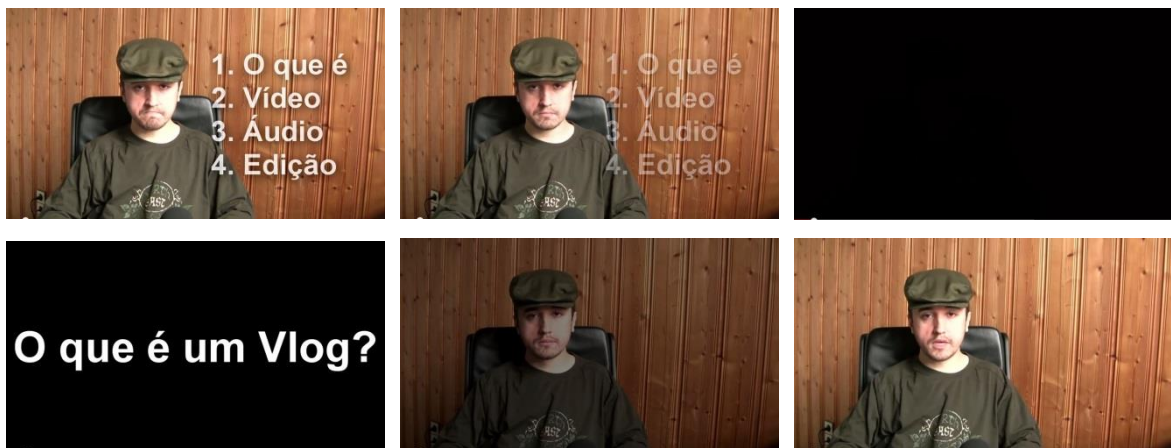 1. O que é
2. Vídeo
3. Áudio
4. Edição
1. O que é
2. Vídeo
3. Áudio
4. Edição
O que é um Vlog?